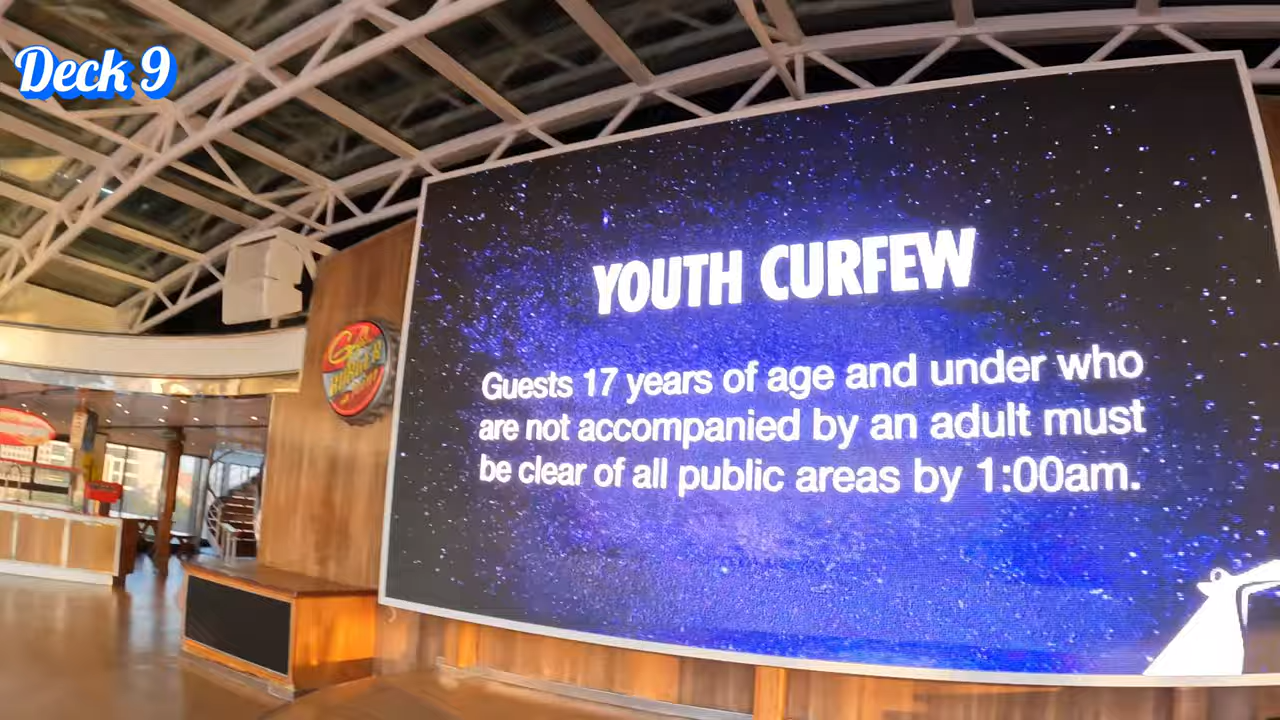 Deck 9
YOUTH CURFEW
Guests 17 years of age and under who
are not accompanied by an adult must
be clear of all public areas by 1:00am.